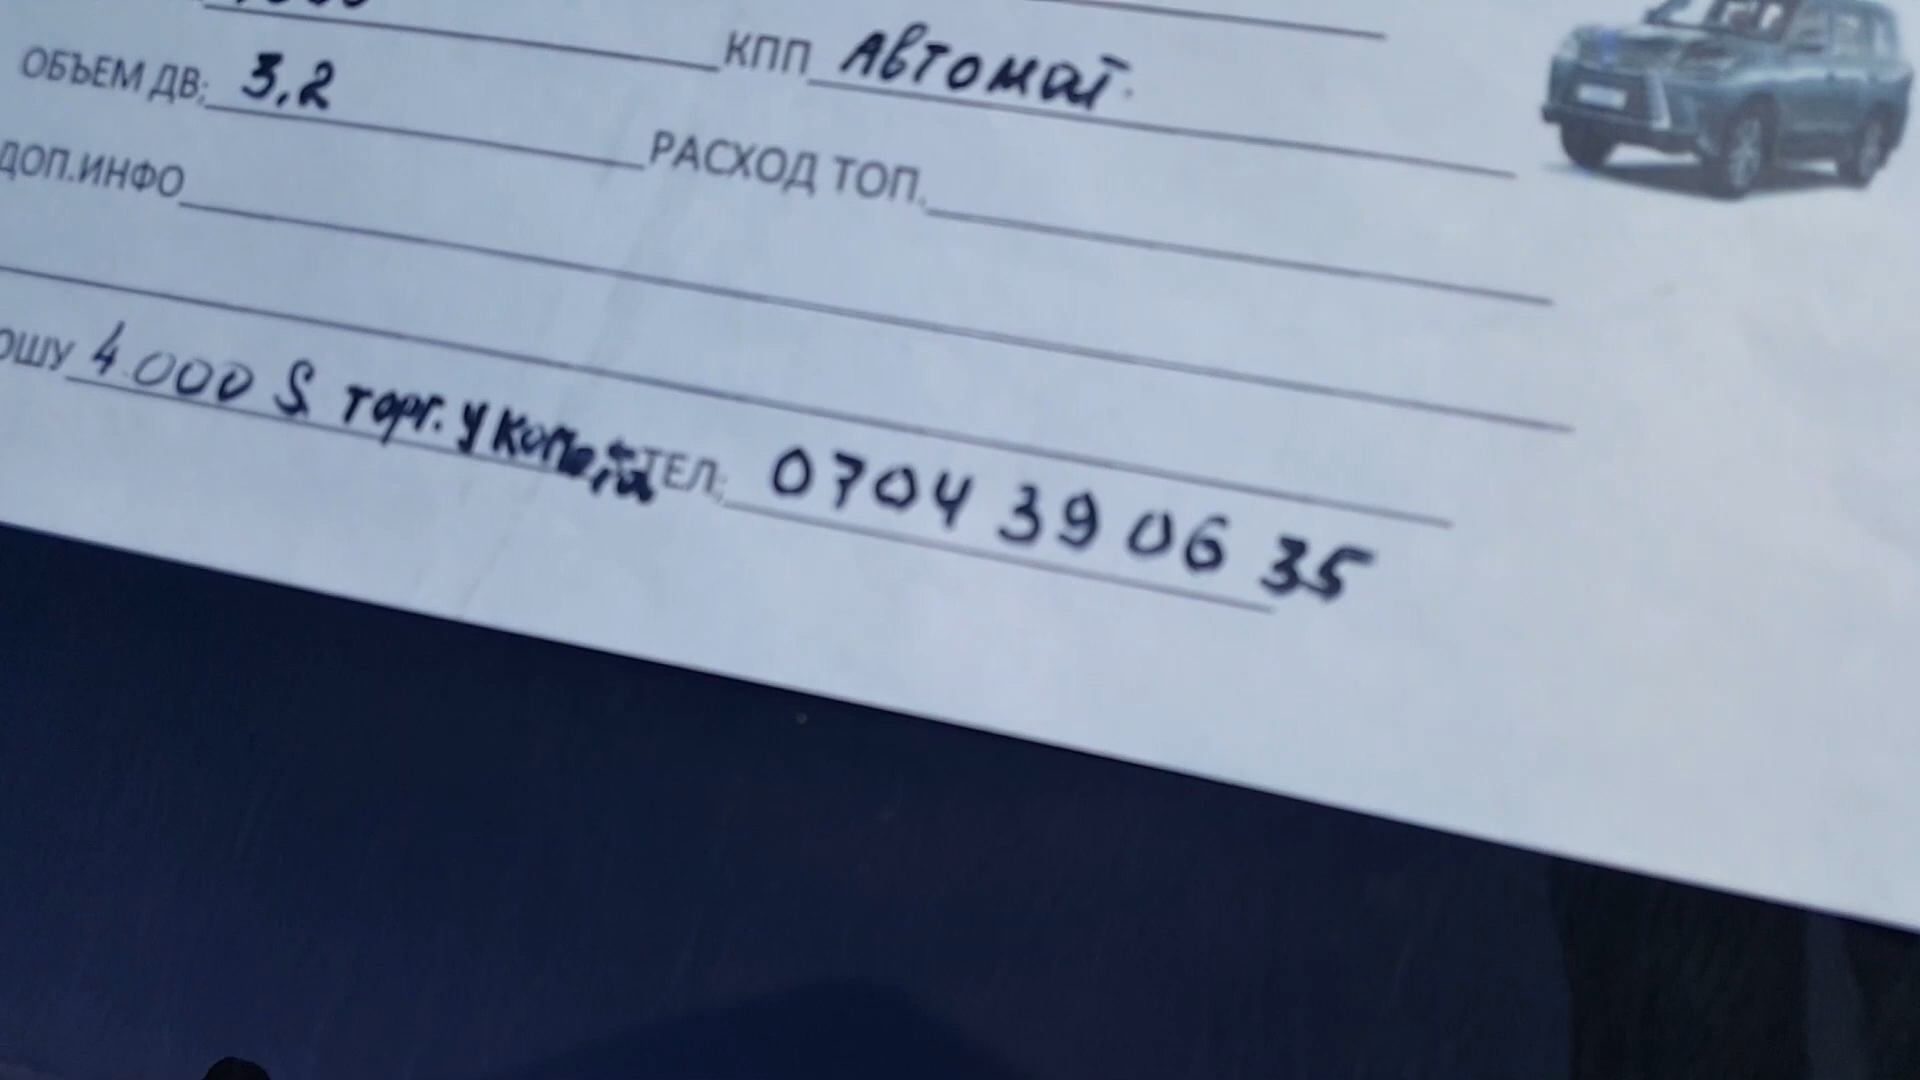 КПП Автомат.
ОБЪЕМ ДВ; 3,2
РАСХОД ТОП.
ДОП.ИНФО
ОШУ 4.000 $ торг. У капота
ТЕЛ; 0704 39 06 35